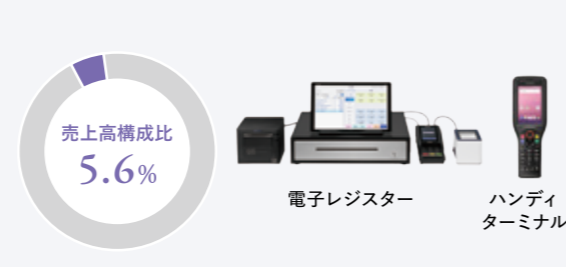 売上高構成比
5.6%
電子レジスター
ハンディ
ターミナル